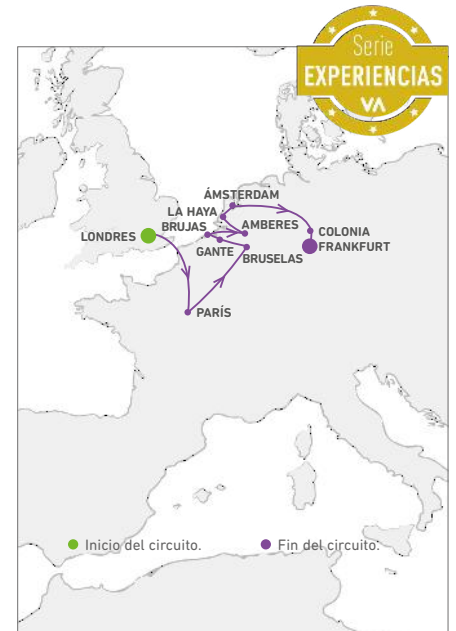 Serie
EXPERIENCIAS
VA
ÁMSTERDAM
LA HAYA
BRUJAS
AMBERES
LONDRES
COLONIA
GANTE
FRANKFURT
BRUSELAS
PARÍS
Inicio del circuito.
Fin del circuito.